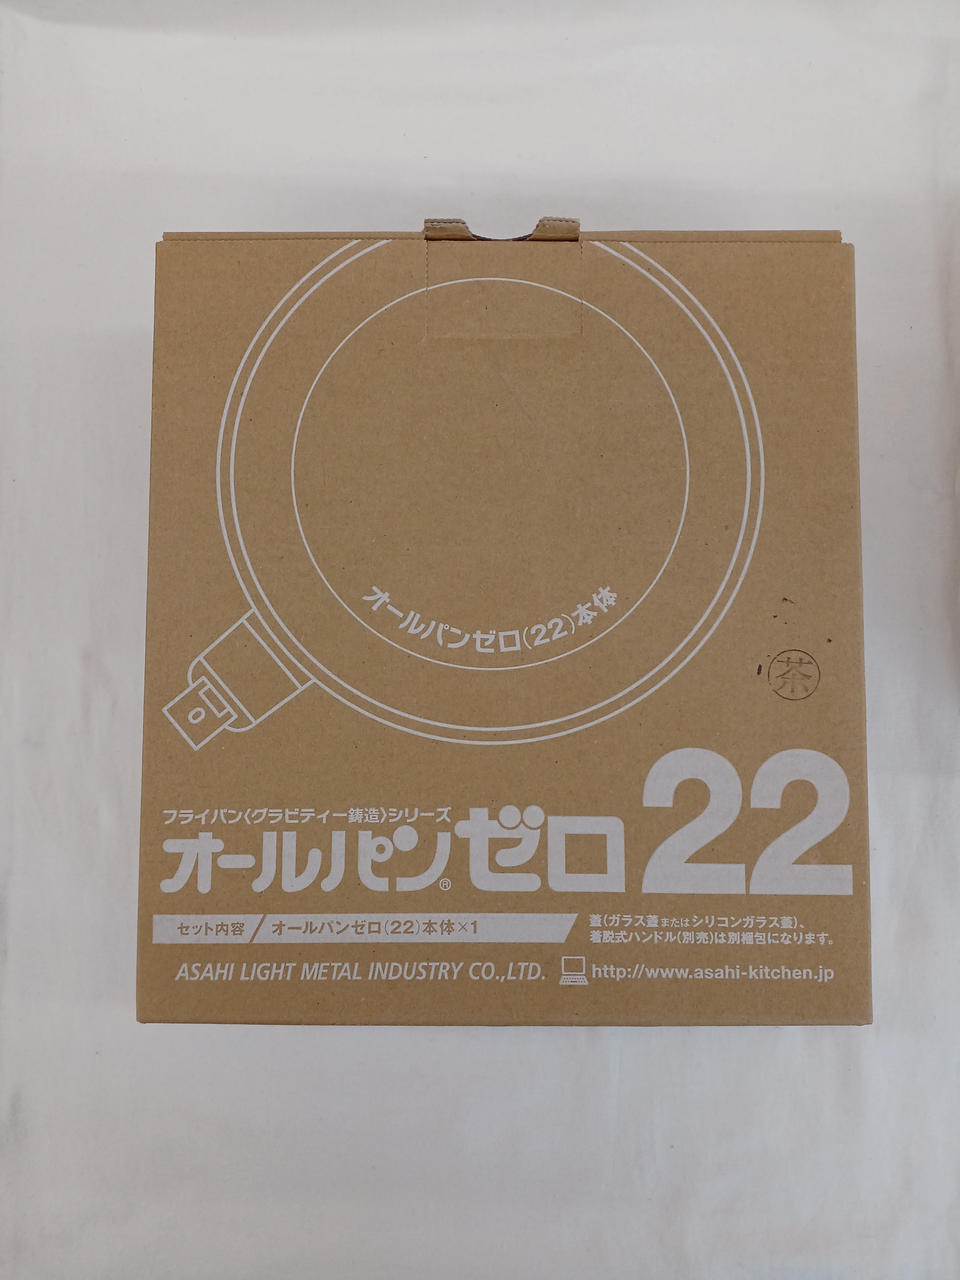 オールパンゼロ(22)本体
茶
フライパン〈グラビティー鋳造〉シリーズ
オールパン®ゼロ22
セット内容／オールパンゼロ(22)本体×1
蓋(ガラス蓋またはシリコンガラス蓋)、
着脱式ハンドル(別売)は別梱包になります。
ASAHI LIGHT METAL INDUSTRY CO.,LTD.
http://www.asahi-kitchen.jp